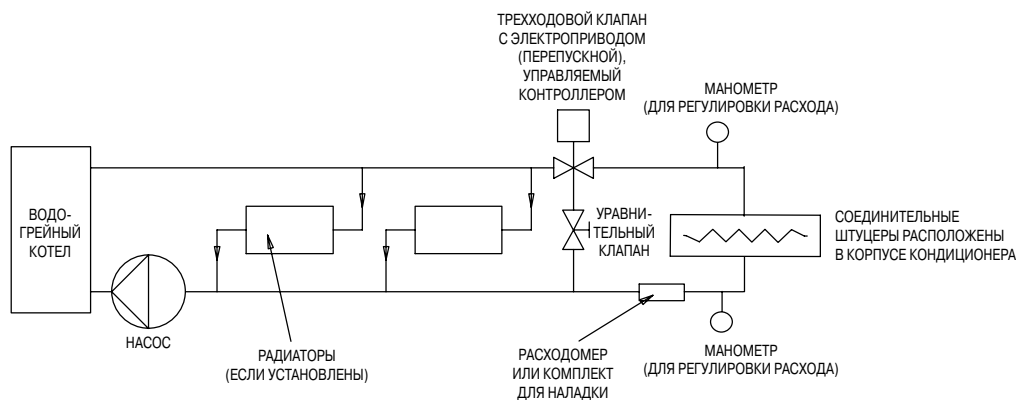 ТРЕХХОДОВОЙ КЛАПАН
С ЭЛЕКТРОПРИВОДОМ
(ПЕРЕПУСКНОЙ),
УПРАВЛЯЕМЫЙ
КОНТРОЛЛЕРОМ
МАНОМЕТР
(ДЛЯ РЕГУЛИРОВКИ РАСХОДА)
ВОДО-
ГРЕЙНЫЙ
КОТЕЛ
УРАВНИ-
ТЕЛЬНЫЙ
КЛАПАН
СОЕДИНИТЕЛЬНЫЕ
ШТУЦЕРЫ РАСПОЛОЖЕНЫ
В КОРПУСЕ КОНДИЦИОНЕРА
НАСОС
РАДИАТОРЫ
(ЕСЛИ УСТАНОВЛЕНЫ)
РАСХОДОМЕР
ИЛИ КОМПЛЕКТ
ДЛЯ НАЛАДКИ
МАНОМЕТР
(ДЛЯ РЕГУЛИРОВКИ РАСХОДА)